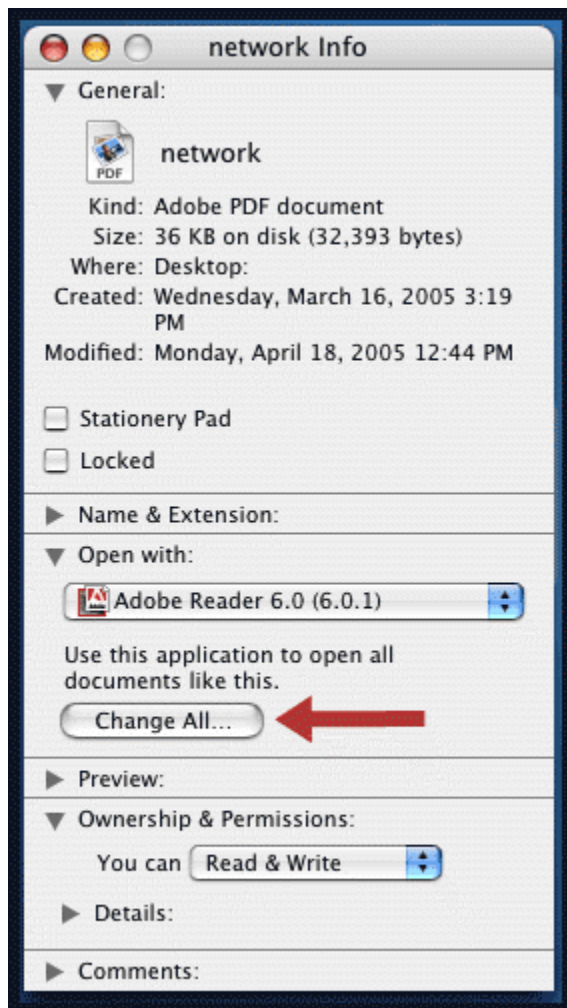 network Info
General:
PDF
network
Kind: Adobe PDF document
Size: 36 KB on disk (32,393 bytes)
Where: Desktop:
Created: Wednesday, March 16, 2005 3:19
PM
Modified: Monday, April 18, 2005 12:44 PM
Stationery Pad
Locked
Name & Extension:
Open with:
Adobe Reader 6.0 (6.0.1)
Use this application to open all
documents like this.
Change All...
Preview:
Ownership & Permissions:
You can Read & Write
Details:
Comments: